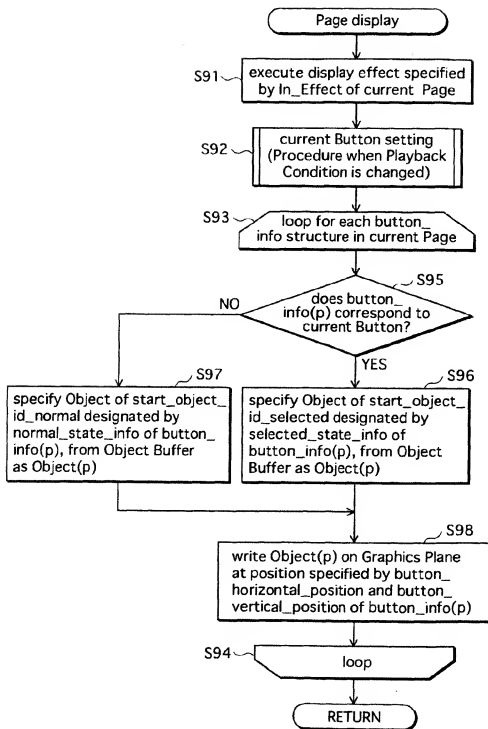 Page display
S91
execute display effect specified
by In_Effect of current Page
S92
current Button setting
(Procedure when Playback
Condition is changed)
S93
loop for each button_
info structure in current Page
S95
does button_
info(p) correspond to
current Button?
NO
YES
S97
specify Object of start_object_
id_normal designated by
normal_state_info of button_
info(p), from Object Buffer
as Object(p)
S96
specify Object of start_object_
id_selected designated by
selected_state_info of
button_info(p), from Object
Buffer as Object(p)
S98
write Object(p) on Graphics Plane
at position specified by button_
horizontal_position and button_
vertical_position of button_info(p)
S94
loop
RETURN